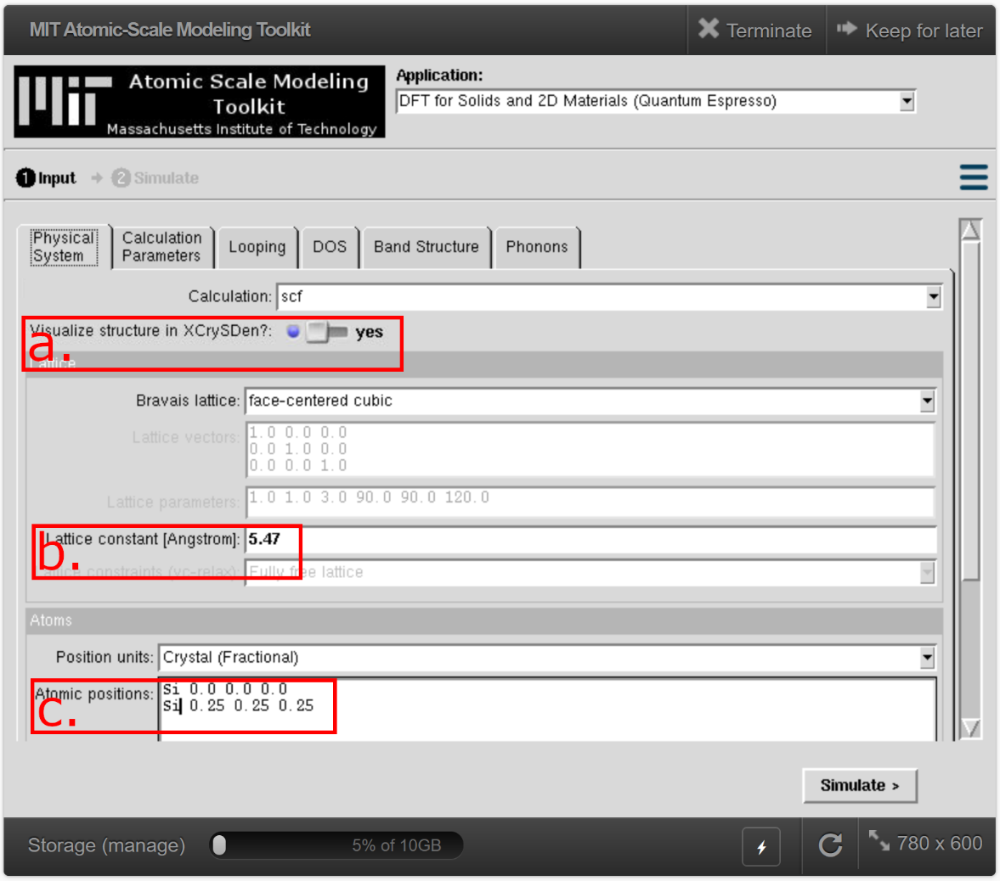 MIT Atomic-Scale Modeling Toolkit
Terminate
Keep for later
MIT
Atomic Scale Modeling
Toolkit
Massachusetts Institute of Technology
Application:
DFT for Solids and 2D Materials (Quantum Espresso)
1 Input
2 Simulate
Physical
System
Calculation
Parameters
Looping
DOS
Band Structure
Phonons
Calculation: scf
Visualize structure in XCrySDen?: yes
a.
Lattice
Bravais lattice: face-centered cubic
Lattice vectors: 1.0 0.0 0.0
0.0 1.0 0.0
0.0 0.0 1.0
Lattice parameters: 1.0 1.0 3.0 90.0 90.0 120.0
Lattice constant [Angstrom]: 5.47
b.
Lattice constraints (vc-relax): Fully free lattice
Atoms
Position units: Crystal (Fractional)
Atomic positions: Si 0.0 0.0 0.0
Si 0.25 0.25 0.25
c.
Simulate >
Storage (manage)
5% of 10GB
780 x 600